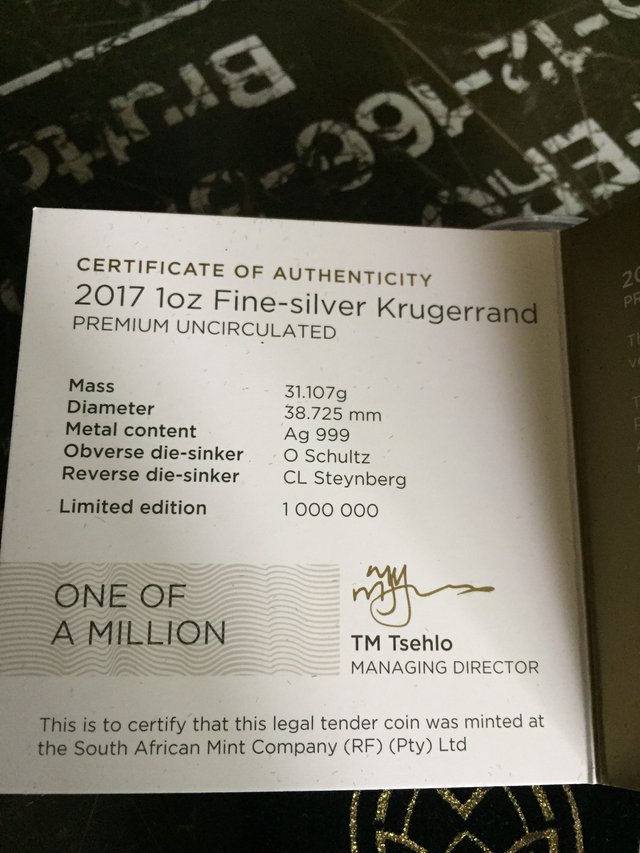 CERTIFICATE OF AUTHENTICITY
2017 1oz Fine-silver Krugerrand
PREMIUM UNCIRCULATED
Mass 31.107g
Diameter 38.725 mm
Metal content Ag 999
Obverse die-sinker O Schultz
Reverse die-sinker CL Steynberg
Limited edition 1 000 000
ONE OF
A MILLION
TM Tsehlo
MANAGING DIRECTOR
This is to certify that this legal tender coin was minted at
the South African Mint Company (RF) (Pty) Ltd